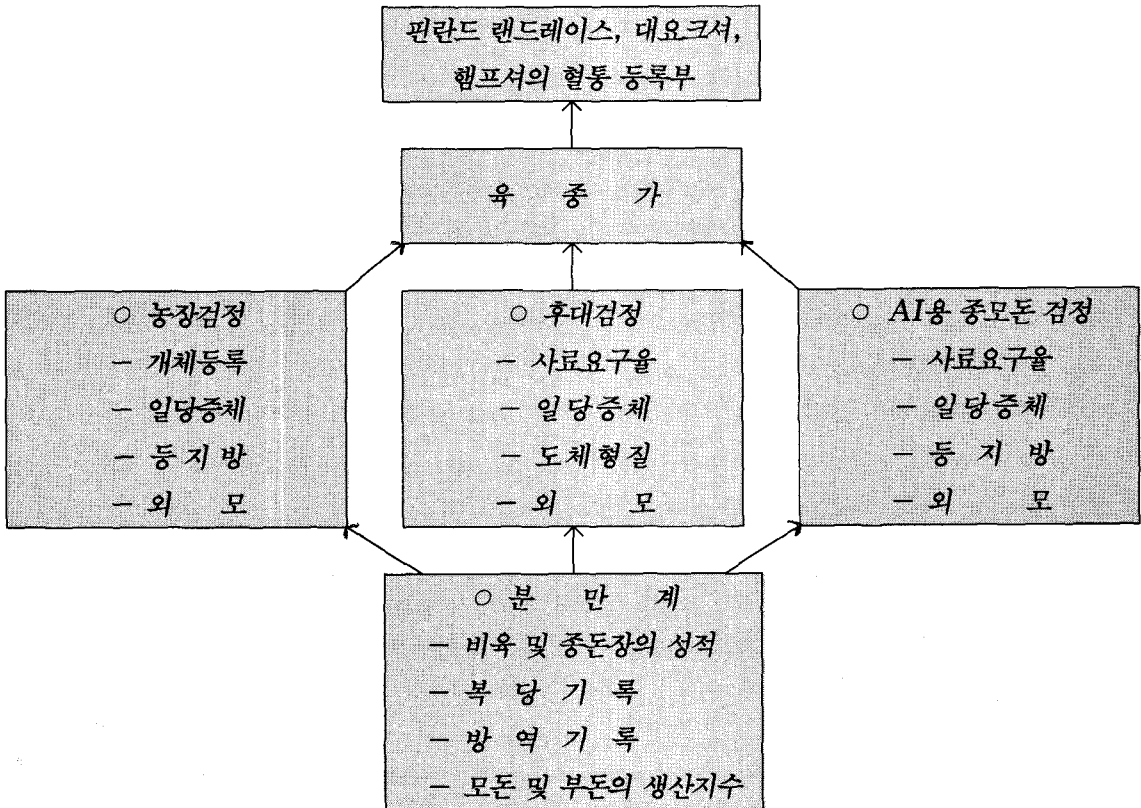 핀란드 랜드레이스, 대요크셔,
햄프셔의 혈통 등록부
육 종 가
○ 농장검정
— 개체등록
— 일당증체
— 등 지 방
— 외 모
○ 후대검정
— 사료요구율
— 일당증체
— 도체형질
— 외 모
○ AI용 종모돈 검정
— 사료요구율
— 일당증체
— 등 지 방
— 외 모
○ 분 만 계
— 비육 및 종돈장의 성적
— 복 당 기 록
— 방 역 기 록
— 모돈 및 부돈의 생산지수